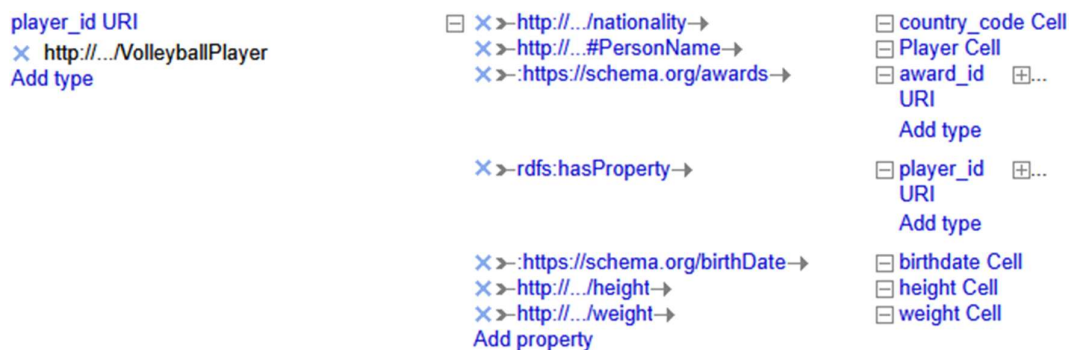 player_id URI
× http://.../VolleyballPlayer
Add type
http://.../nationality
country_code Cell
http://...#PersonName
Player Cell
:https://schema.org/awards
award_id ...
URI
Add type
rdfs:hasProperty
player_id ...
URI
Add type
:https://schema.org/birthDate
birthdate Cell
http://.../height
height Cell
http://.../weight
weight Cell
Add property